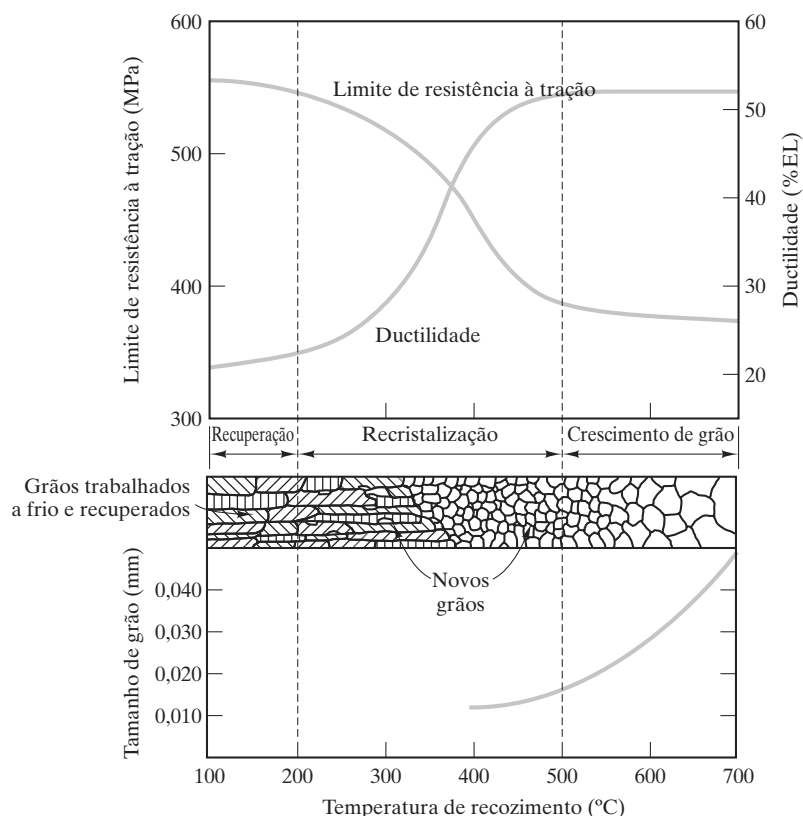 600
500
400
300
Limite de resistência à tração (MPa)
60
50
40
30
20
Ductilidade (%EL)
Limite de resistência à tração
Ductilidade
Recuperação
Recristalização
Crescimento de grão
Grãos trabalhados
a frio e recuperados
Novos
grãos
0,040
0,030
0,020
0,010
Tamanho de grão (mm)
100
200
300
400
500
600
700
Temperatura de recozimento (ºC)